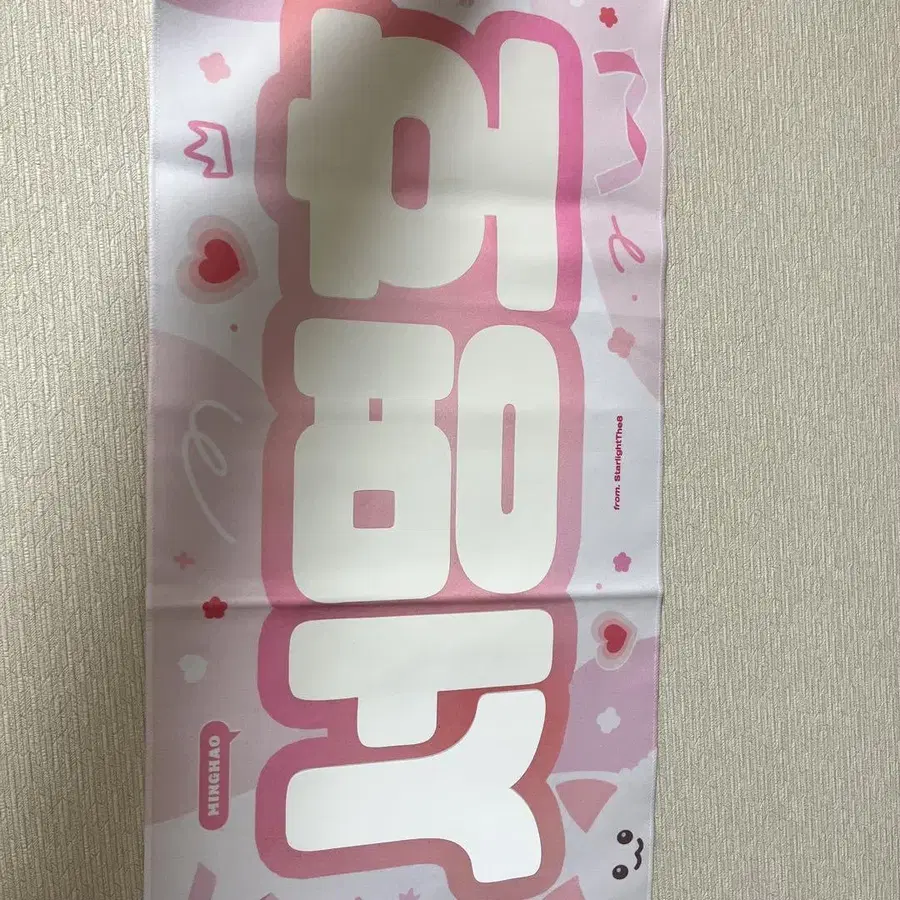 MINGHAO
서명호
from. StarlightThe8